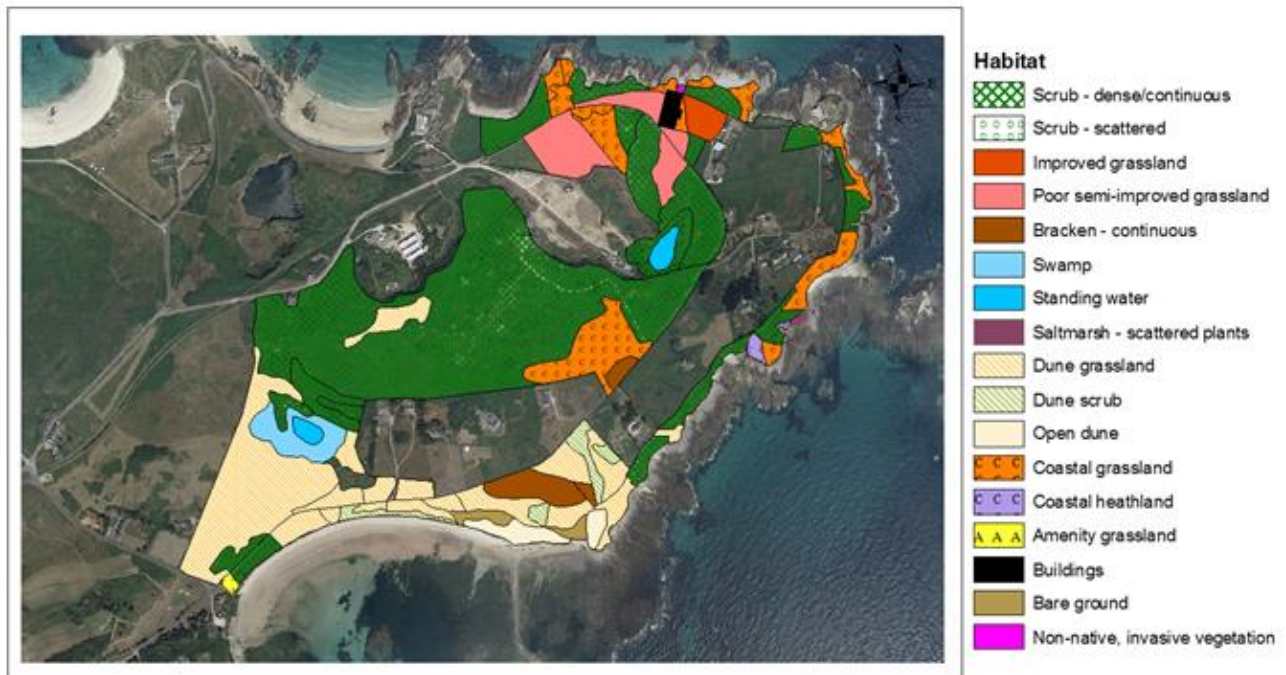 Habitat
Scrub - dense/continuous
Scrub - scattered
Improved grassland
Poor semi-improved grassland
Bracken - continuous
Swamp
Standing water
Saltmarsh - scattered plants
Dune grassland
Dune scrub
Open dune
C C C Coastal grassland
C C C Coastal heathland
A A A Amenity grassland
Buildings
Bare ground
Non-native, invasive vegetation